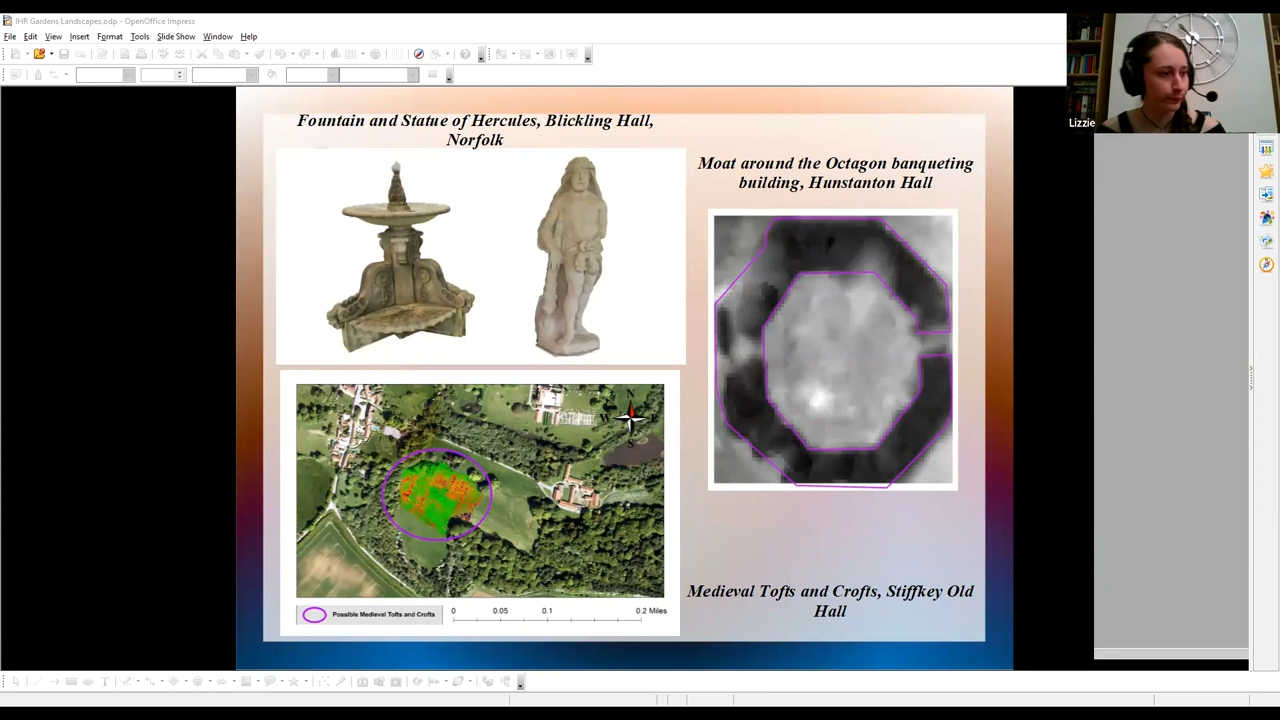 IHR Gardens Landscapes.odp - OpenOffice Impress
File Edit View Insert Format Tools Slide Show Window Help
Lizzie
Fountain and Statue of Hercules, Blickling Hall,
Norfolk
Moat around the Octagon banqueting
building, Hunstanton Hall
N
Possible Medieval Tofts and Crofts
0 0.05 0.1 0.2 Miles
Medieval Tofts and Crofts, Stiffkey Old
Hall